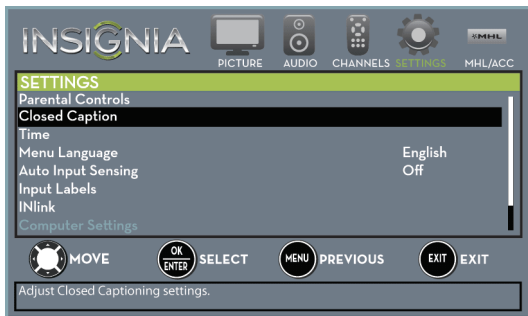 INSIGNIA
PICTURE AUDIO CHANNELS SETTINGS MHL/ACC
MHL
SETTINGS
Parental Controls
Closed Caption
Time
Menu Language English
Auto Input Sensing Off
Input Labels
INlink
Computer Settings
MOVE OK ENTER SELECT MENU PREVIOUS EXIT EXIT
Adjust Closed Captioning settings.